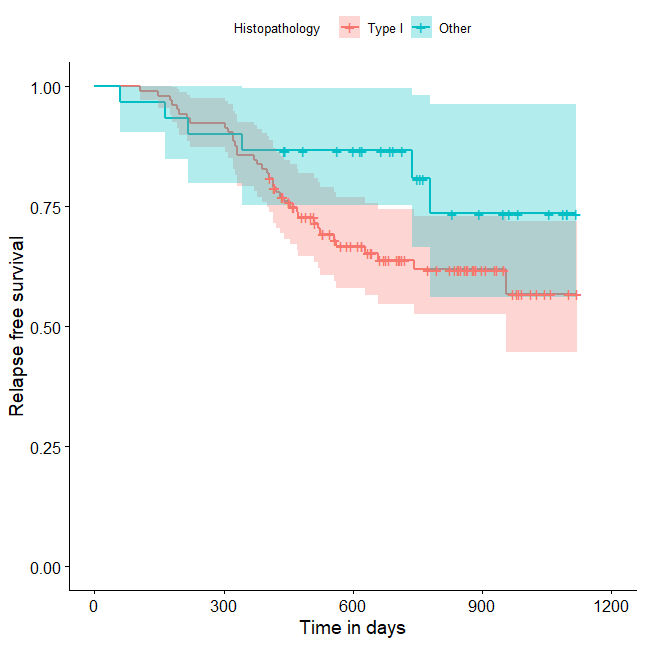 Histopathology Type I Other
1.00
0.75
0.50
0.25
0.00
Relapse free survival
0 300 600 900 1200
Time in days